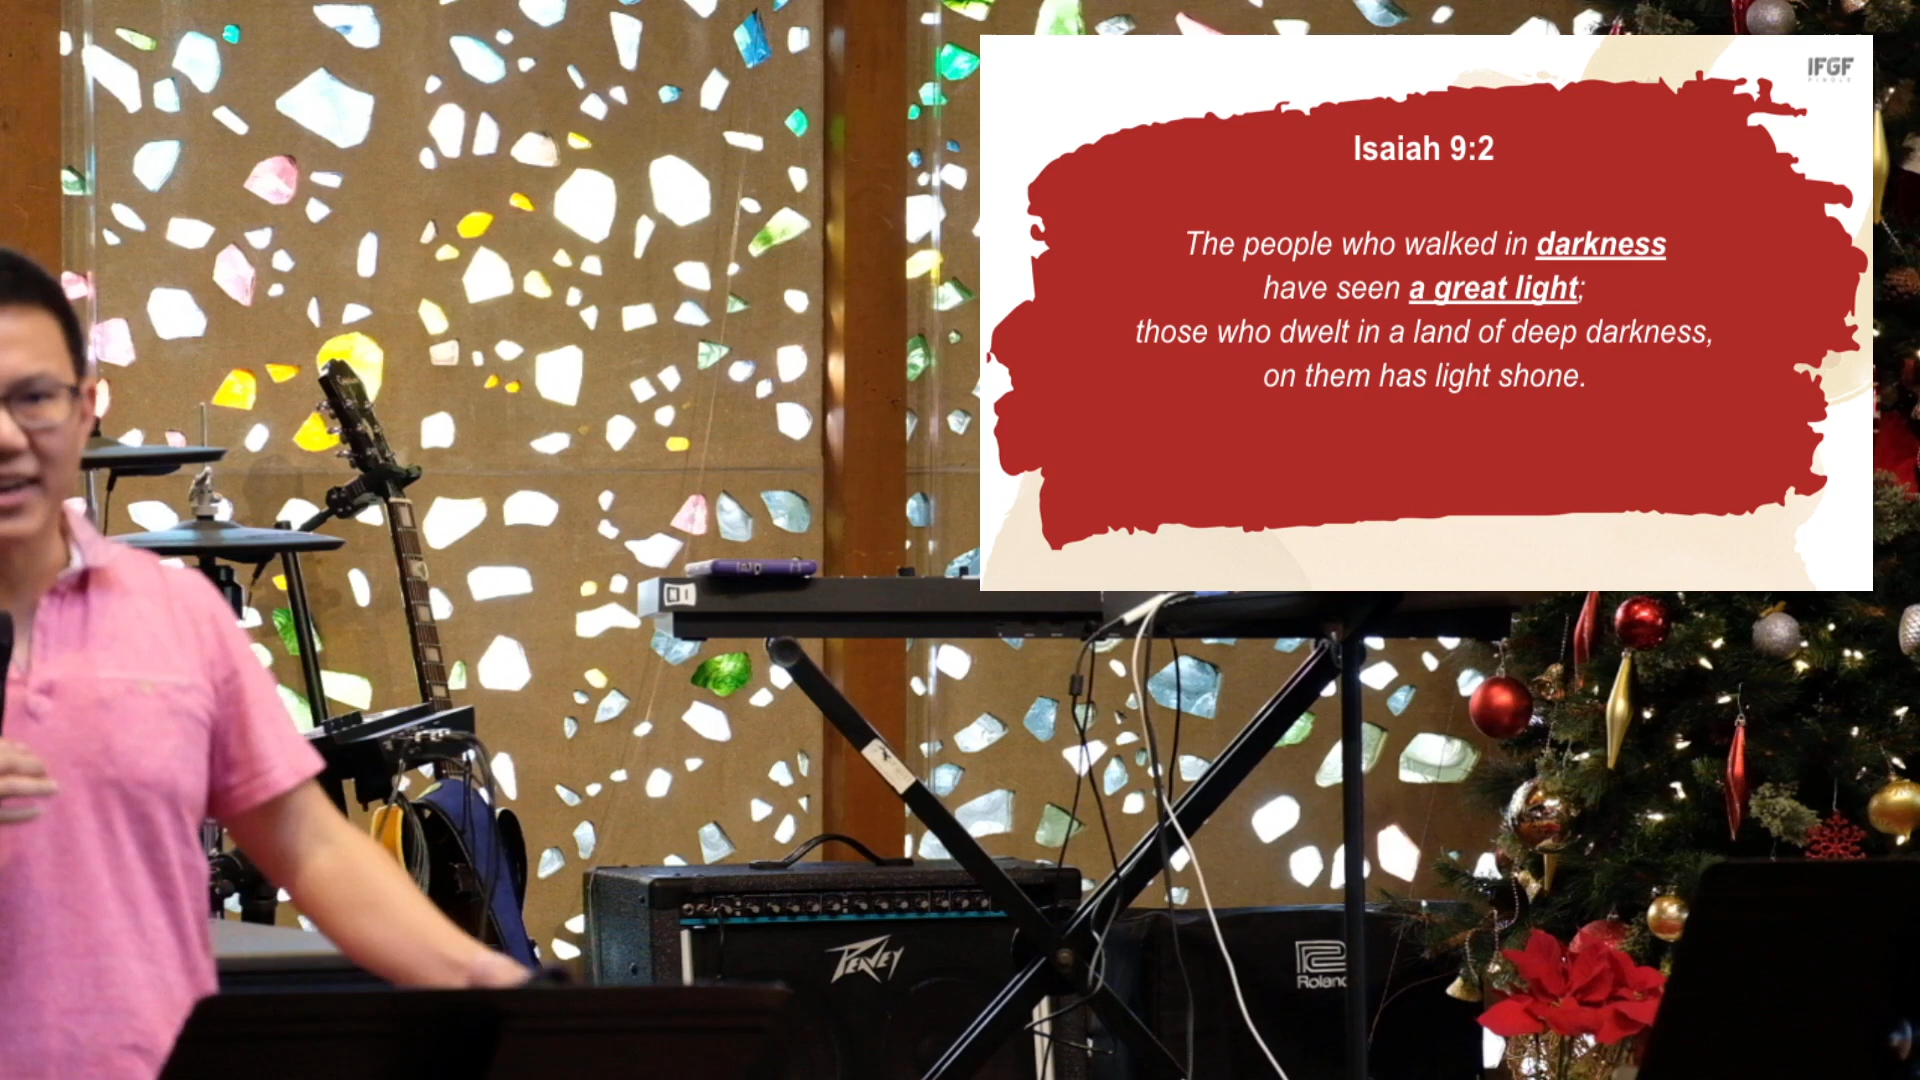 IFGF
PINOLE
Isaiah 9:2
The people who walked in darkness
have seen a great light;
those who dwelt in a land of deep darkness,
on them has light shone.
PEAVEY
Roland